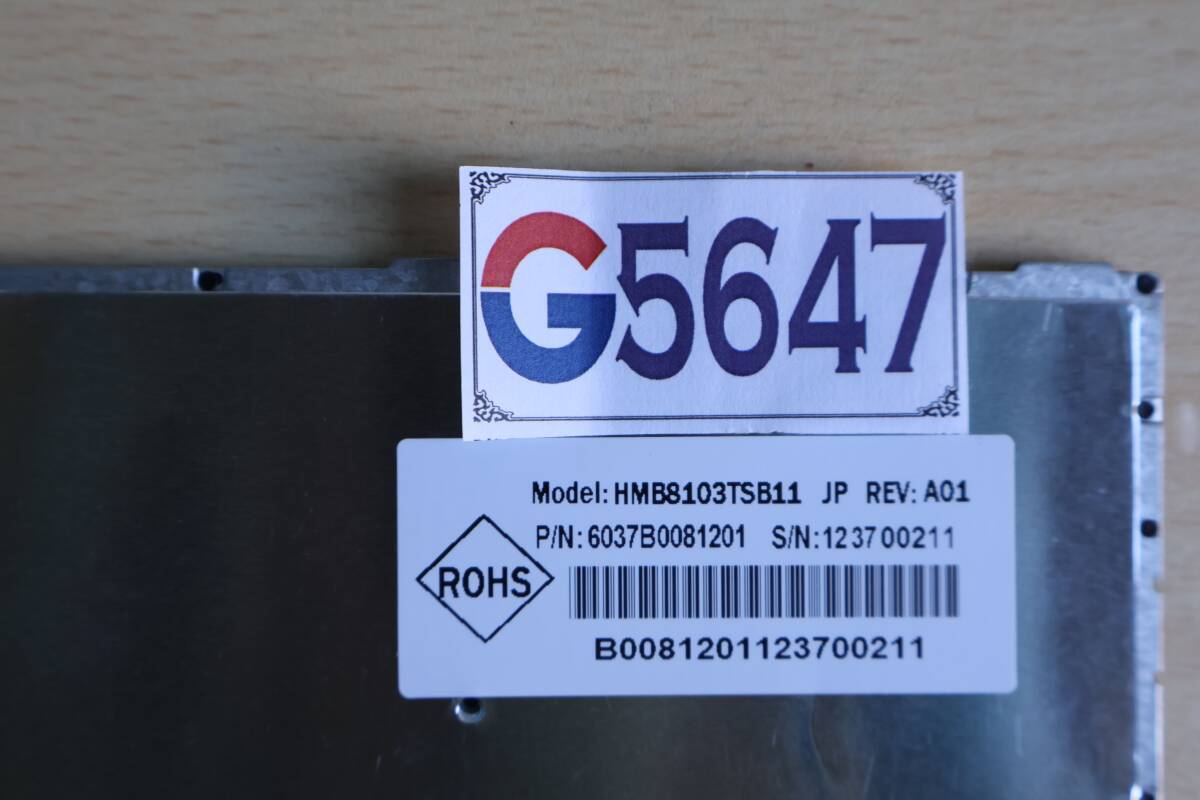 G5647
Model: HMB8103TSB11 JP REV: A01
P/N: 6037B0081201 S/N: 123700211
ROHS
B0081201123700211